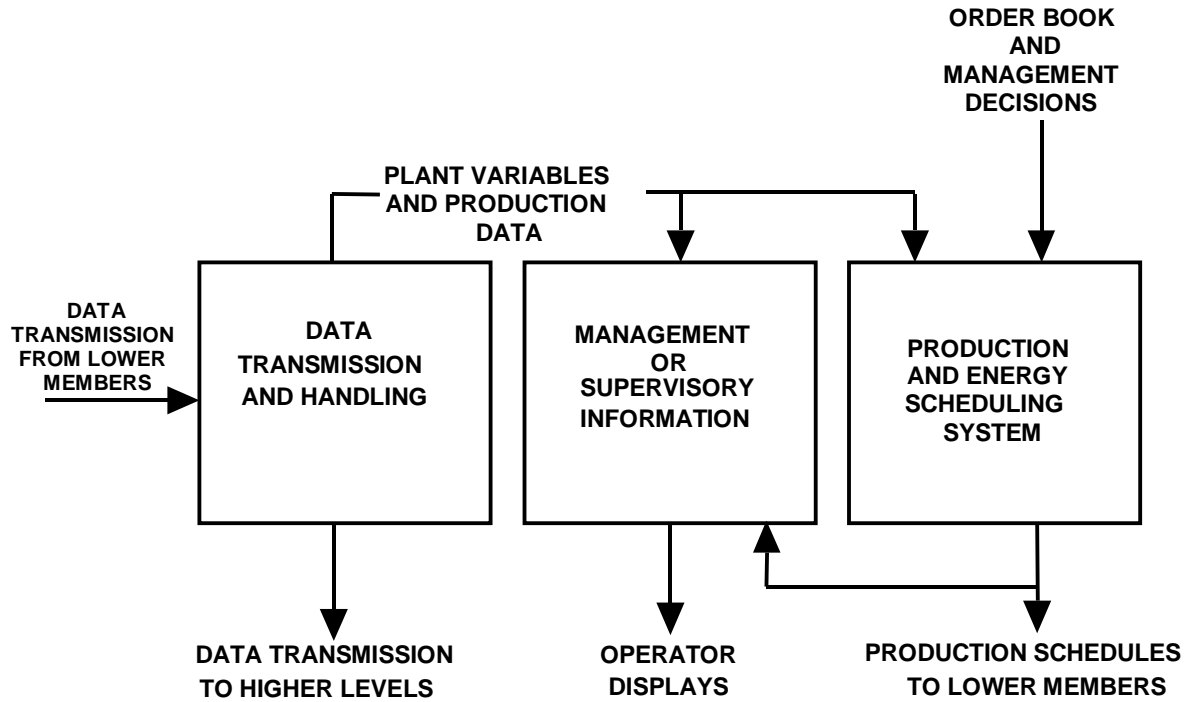 ORDER BOOK
AND
MANAGEMENT
DECISIONS
PLANT VARIABLES
AND PRODUCTION
DATA
DATA
TRANSMISSION
FROM LOWER
MEMBERS
DATA
TRANSMISSION
AND HANDLING
MANAGEMENT
OR
SUPERVISORY
INFORMATION
PRODUCTION
AND ENERGY
SCHEDULING
SYSTEM
DATA TRANSMISSION
TO HIGHER LEVELS
OPERATOR
DISPLAYS
PRODUCTION SCHEDULES
TO LOWER MEMBERS